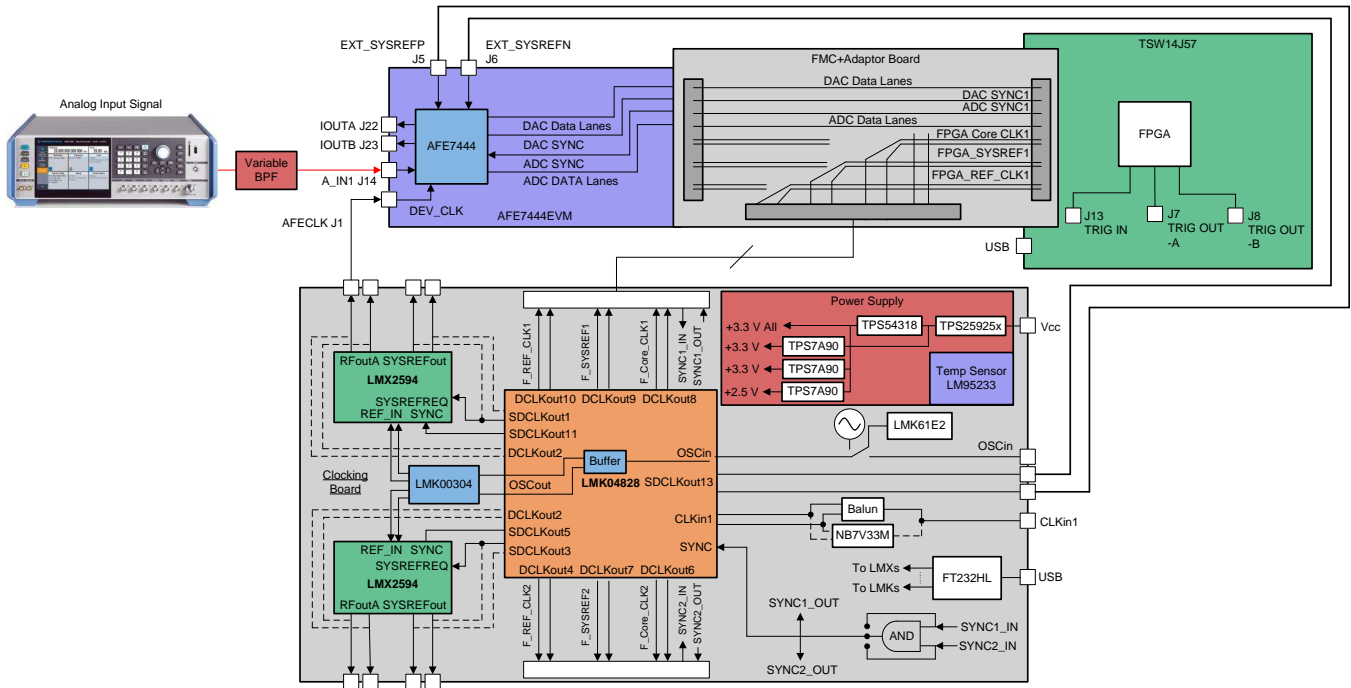 EXT_SYSREFP
J5
EXT_SYSREFN
J6
TSW14J57
FMC+Adaptor Board
Analog Input Signal
Variable
BPF
IOUTA J22
IOUTB J23
A_IN1 J14
AFECLK J1
AFE7444
DAC Data Lanes
DAC SYNC
ADC SYNC
ADC DATA Lanes
DEV_CLK
AFE7444EVM
DAC Data Lanes
DAC SYNC1
ADC SYNC1
ADC Data Lanes
FPGA Core CLK1
FPGA_SYSREF1
FPGA_REF_CLK1
FPGA
J13
TRIG IN
J7
TRIG OUT
-A
J8
TRIG OUT
-B
USB
Power Supply
+3.3 V All
TPS54318
TPS25925x
Vcc
+3.3 V
TPS7A90
+3.3 V
TPS7A90
+2.5 V
TPS7A90
Temp Sensor
LM95233
F_REF_CLK1
F_SYSREF1
F_Core_CLK1
SYNC1_IN
SYNC1_OUT
RFoutA SYSREFout
LMX2594
SYSREFREQ
REF_IN SYNC
DCLKout10 DCLKout9 DCLKout8
SDCLKout1
SDCLKout11
DCLKout2
OSCin
Buffer
OSCout
LMK04828
SDCLKout13
DCLKout2
SDCLKout5
CLKin1
SDCLKout3
SYNC
DCLKout4 DCLKout7 DCLKout6
Clocking
Board
LMK00304
LMK61E2
OSCin
Balun
NB7V33M
CLKin1
REF_IN SYNC
SYSREFREQ
LMX2594
RFoutA SYSREFout
To LMXs
To LMKs
FT232HL
USB
F_REF_CLK2
F_SYSREF2
F_Core_CLK2
SYNC2_IN
SYNC2_OUT
SYNC1_OUT
SYNC2_OUT
AND
SYNC1_IN
SYNC2_IN